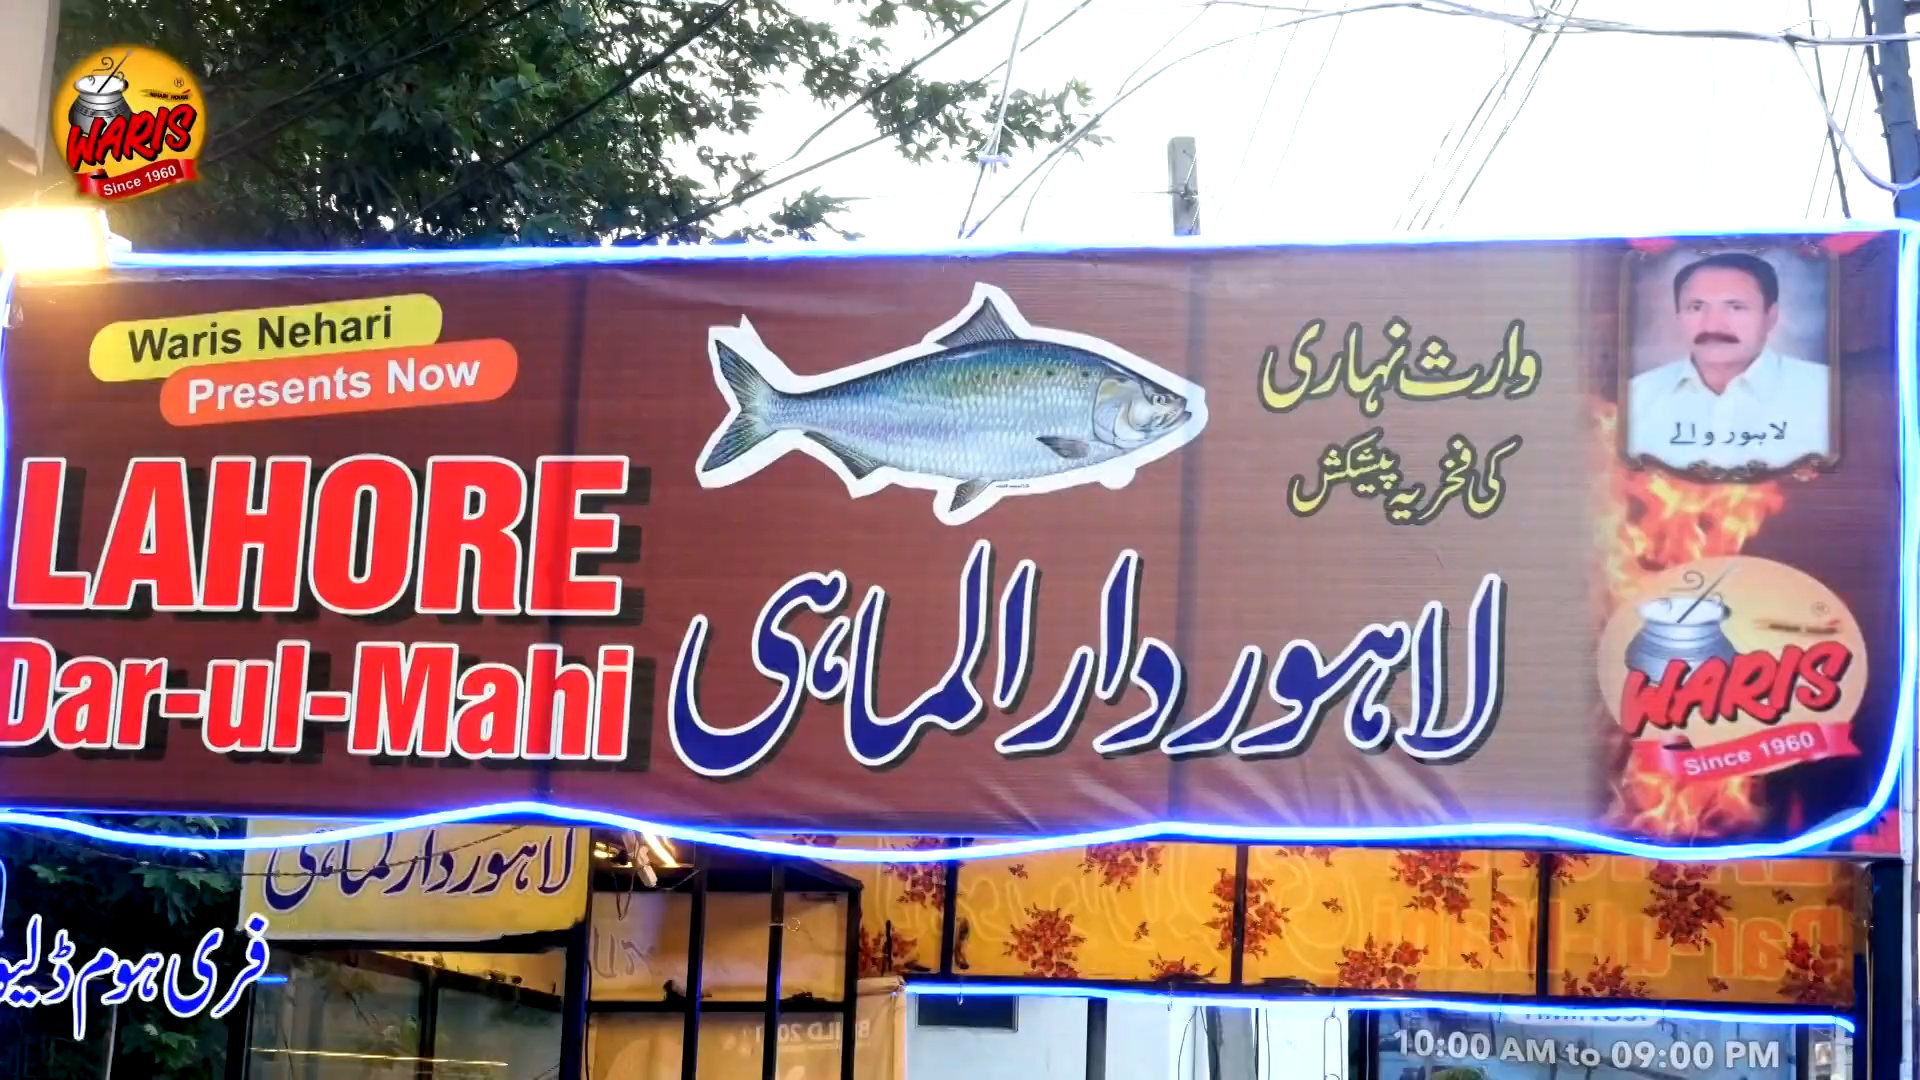 WARIS
Since 1960
Waris Nehari
Presents Now
LAHORE
Dar-ul-Mahi
وارث نہاری
کی فخریہ پیشکش
لاہور دارالماہی
لاہور والے
WARIS
Since 1960
لاہور دارالماہی
فری ہوم
10:00 AM to 09:00 PM